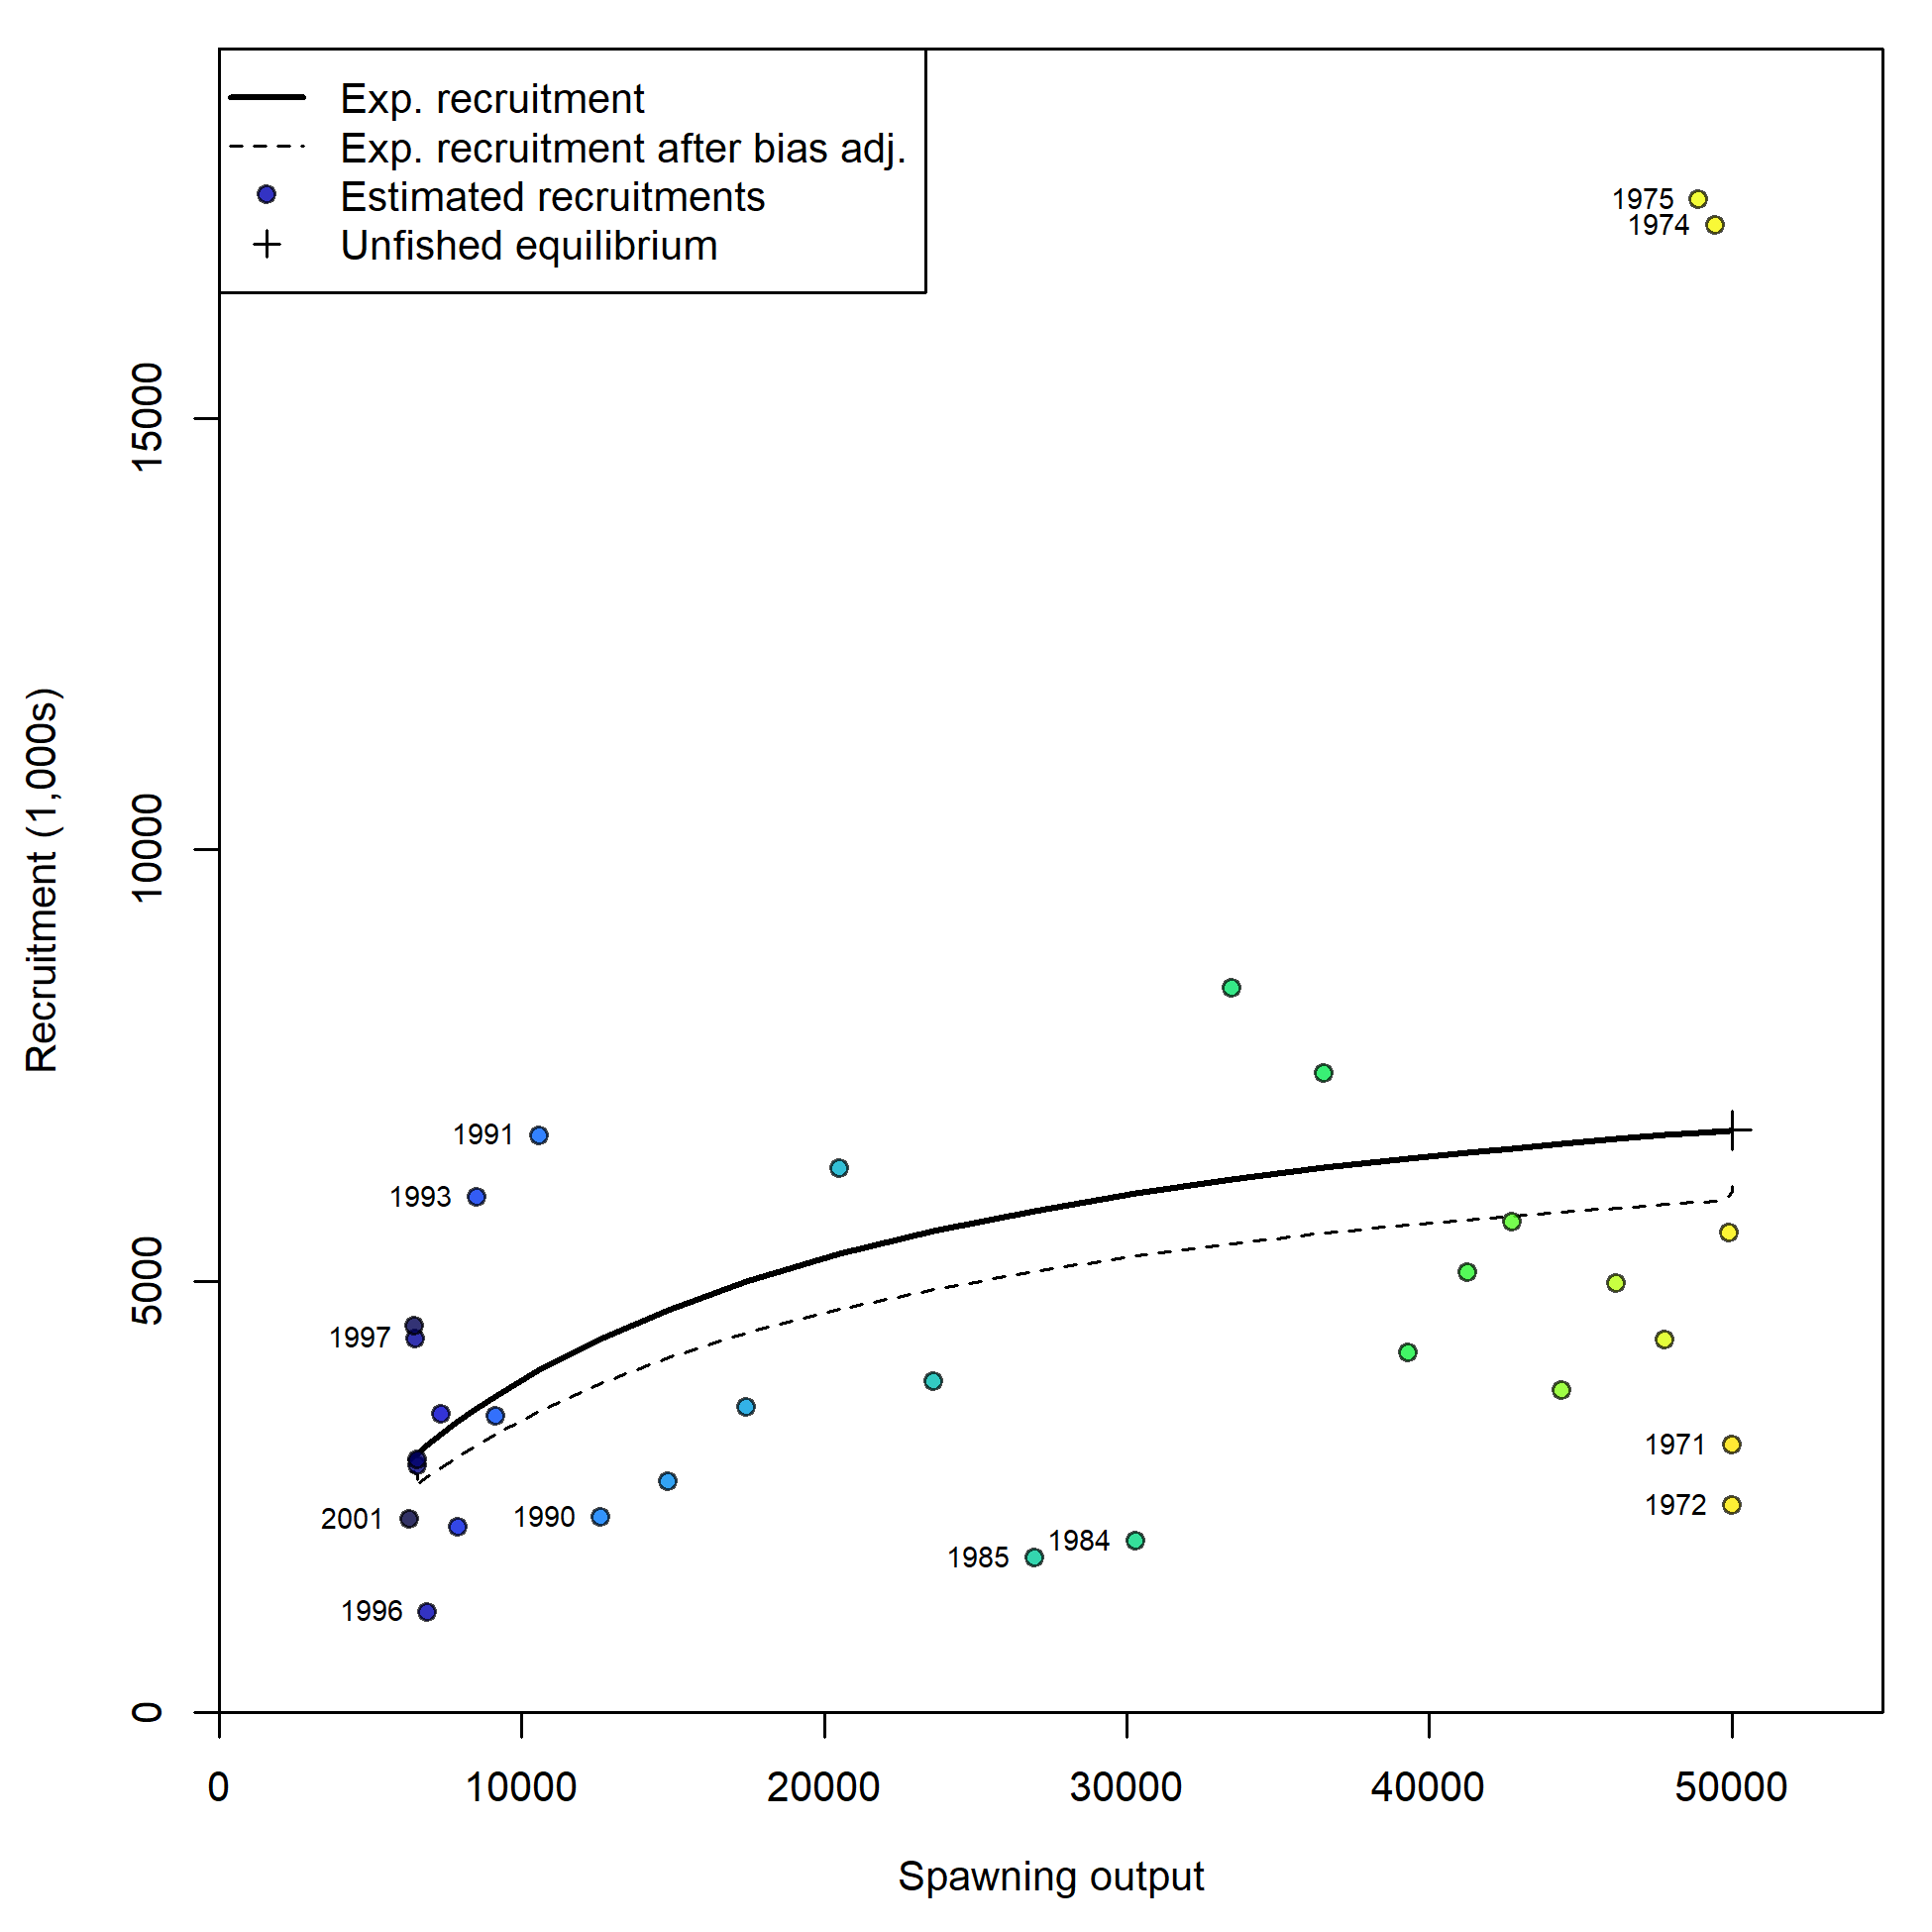 Exp. recruitment
Exp. recruitment after bias adj.
Estimated recruitments
Unfished equilibrium
1975
1974
15000
10000
Recruitment (1,000s)
1991
1993
5000
1997
1971
1972
2001
1990
1984
1985
1996
0
0 10000 20000 30000 40000 50000
Spawning output